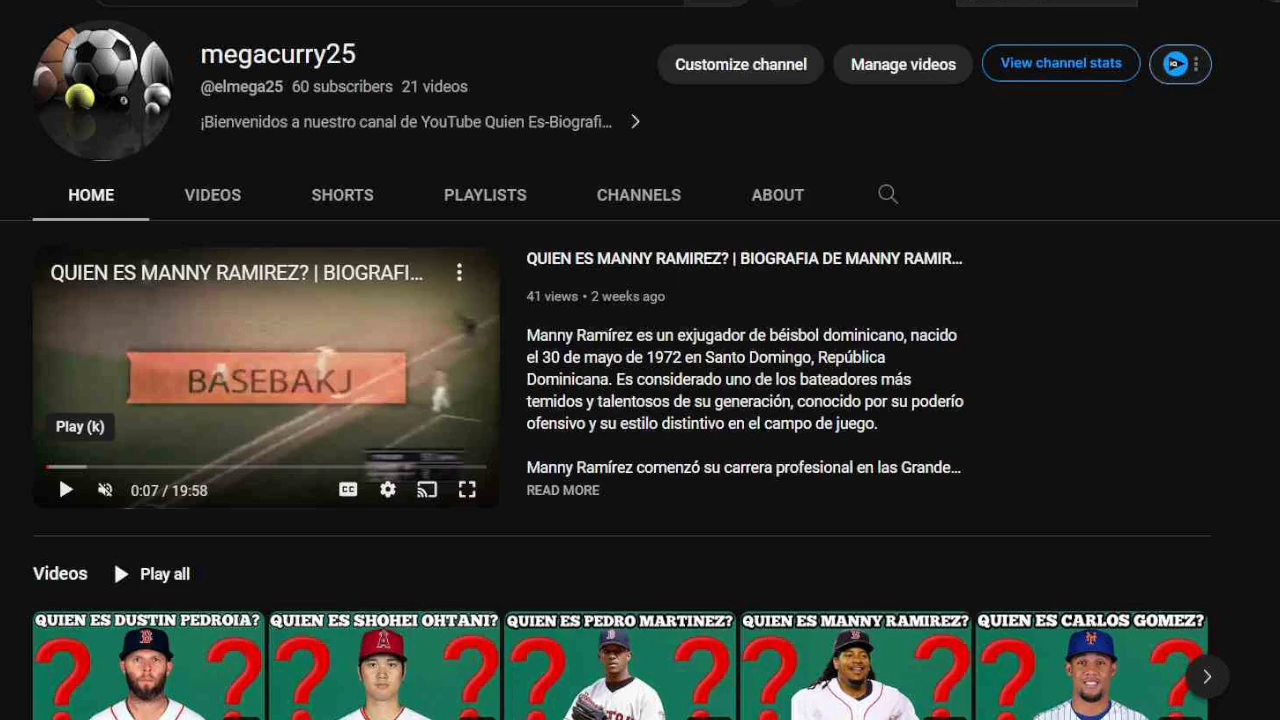 megacurry25
@elmega25 60 subscribers 21 videos
¡Bienvenidos a nuestro canal de YouTube Quien Es-Biografi...
Customize channel
Manage videos
View channel stats
HOME
VIDEOS
SHORTS
PLAYLISTS
CHANNELS
ABOUT
QUIEN ES MANNY RAMIREZ? | BIOGRAFI...
BASEBAKJ
Play (k)
0:07 / 19:58
CC
QUIEN ES MANNY RAMIREZ? | BIOGRAFIA DE MANNY RAMIR...
41 views • 2 weeks ago
Manny Ramírez es un exjugador de béisbol dominicano, nacido
el 30 de mayo de 1972 en Santo Domingo, República
Dominicana. Es considerado uno de los bateadores más
temidos y talentosos de su generación, conocido por su poderío
ofensivo y su estilo distintivo en el campo de juego.
Manny Ramírez comenzó su carrera profesional en las Grande...
READ MORE
Videos
Play all
QUIEN ES DUSTIN PEDROIA?
QUIEN ES SHOHEI OHTANI?
QUIEN ES PEDRO MARTINEZ?
QUIEN ES MANNY RAMIREZ?
QUIEN ES CARLOS GOMEZ?